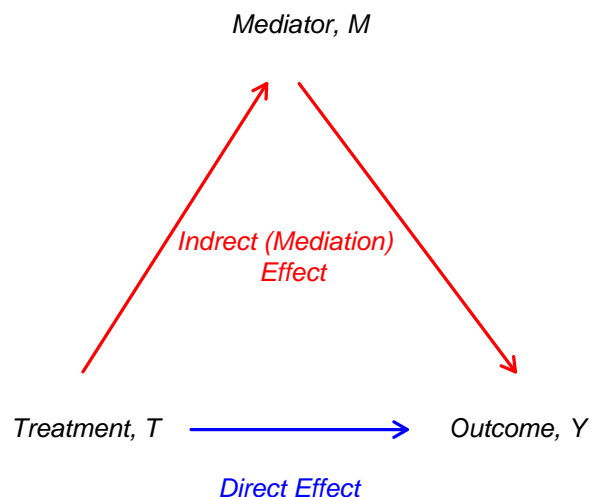 Mediator, M
Indrect (Mediation)
Effect
Treatment, T
Outcome, Y
Direct Effect